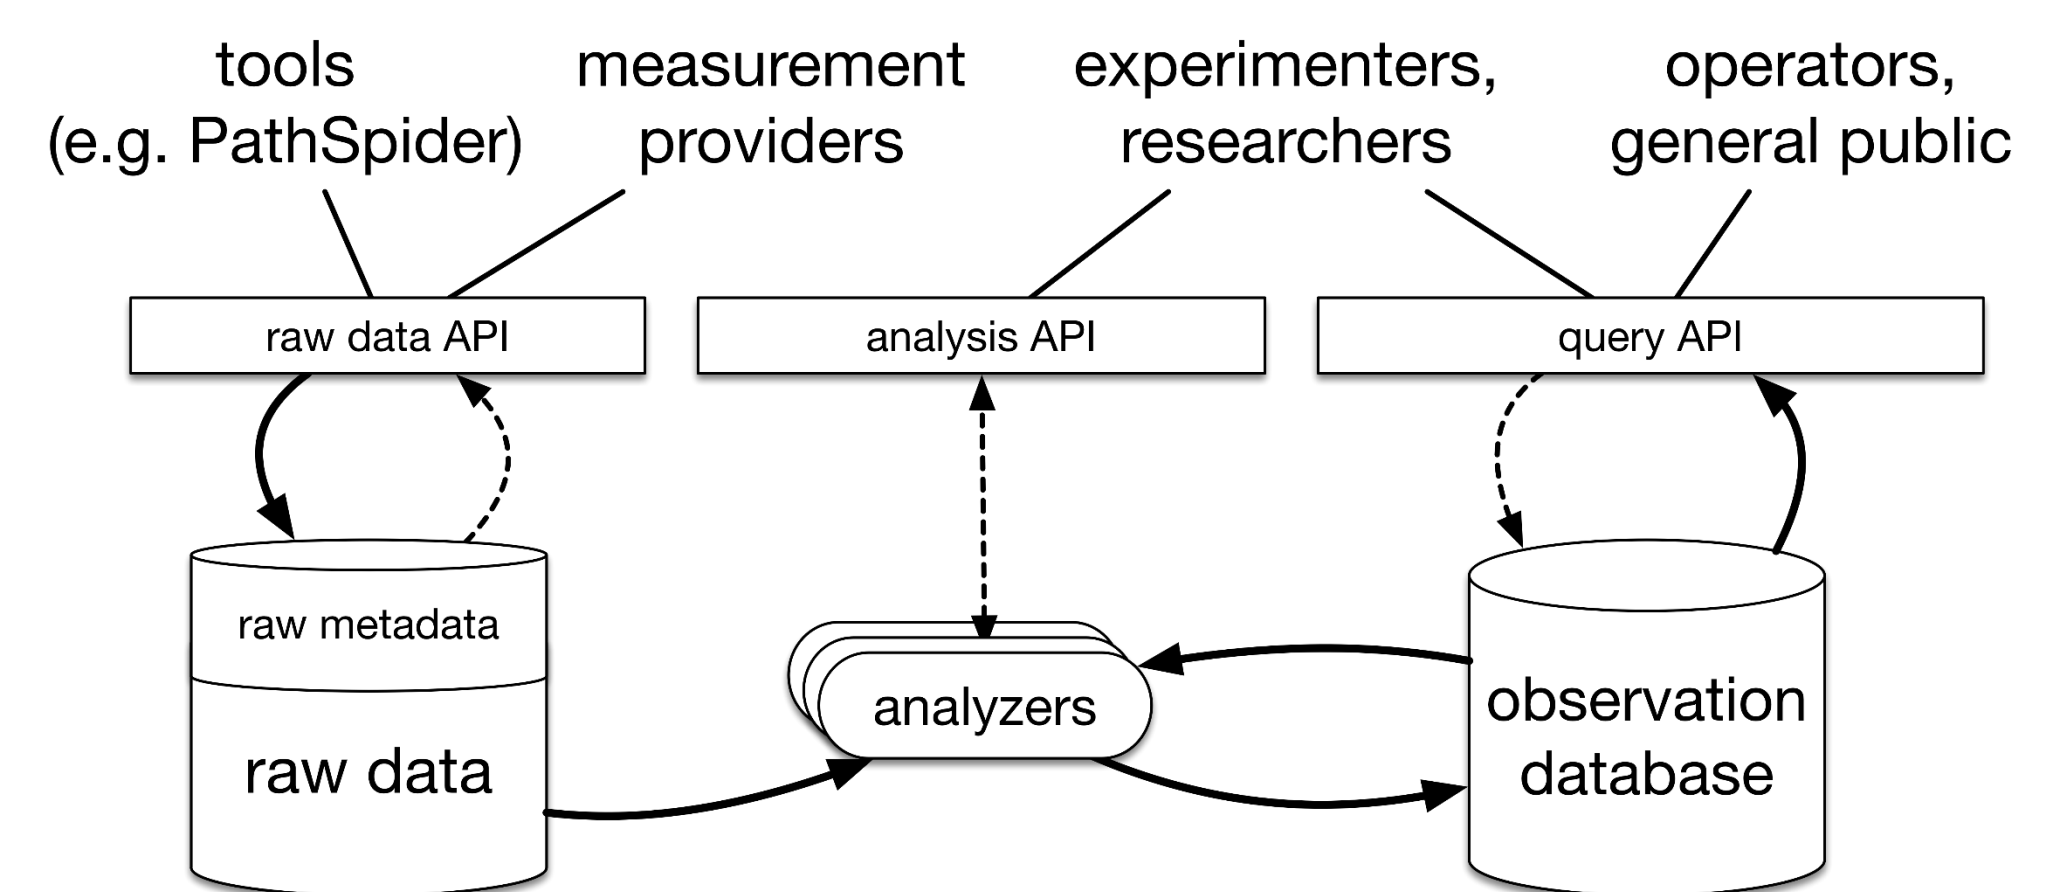 tools
(e.g. PathSpider)
measurement
providers
experimenters,
researchers
operators,
general public
raw data API
analysis API
query API
raw metadata
raw data
analyzers
observation
database